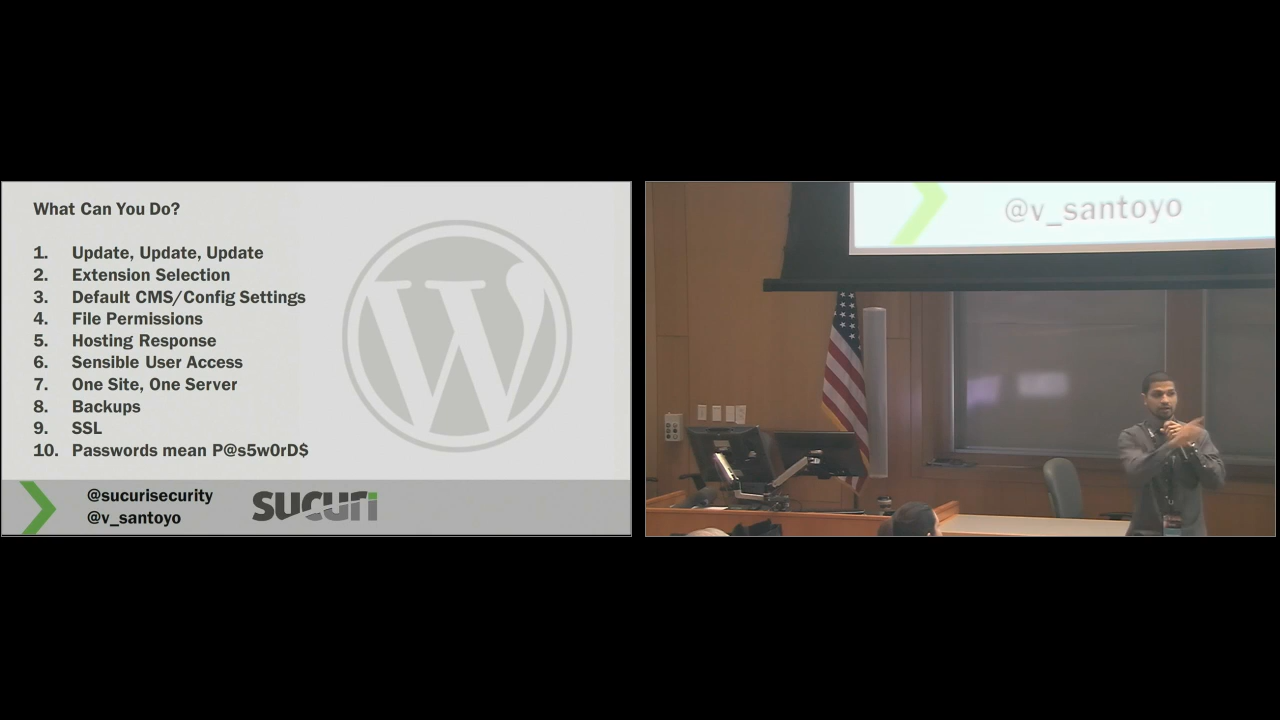 What Can You Do?
1. Update, Update, Update
2. Extension Selection
3. Default CMS/Config Settings
4. File Permissions
5. Hosting Response
6. Sensible User Access
7. One Site, One Server
8. Backups
9. SSL
10. Passwords mean P@s5w0rD$
@sucurisecurity
@v_santoyo
sucuri
@v_santoyo